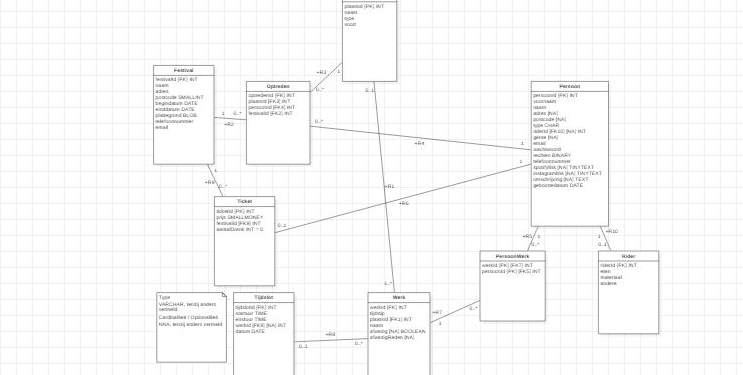 plaatsId [PK] INT
naam
type
soort
Festival
festivalId [PK] INT
naam
adres
postcode SMALLINT
begindatum DATE
einddatum DATE
plattegrond BLOB
telefoonnummer
email
Optreden
optredenId [PK] INT
plaatsId [FK3] INT
persoonId [FK4] INT
festivalId [FK2] INT
Persoon
persoonId [PK] INT
voornaam
naam
adres [NA]
postcode [NA]
type CHAR
riderId [FK10] [NA] INT
genre [NA]
email
wachtwoord
rechten BINARY
telefoonnummer
spotifylink [NA] TINYTEXT
instagramlink [NA] TINYTEXT
omschrijving [NA] TEXT
geboortedatum DATE
+R3
1
0..*
1
0..*
+R2
0..*
0..1
+R4
1
1
+R9
1
0..*
Ticket
ticketId [PK] INT
prijs SMALLMONEY
festivalId [FK9] INT
aantalDrank INT = 0
0..1
+R1
+R6
+R5
1
0..*
+R10
1
0..1
PersoonWerk
werkId [PK] [FK7] INT
persoonId [PK] [FK5] INT
Rider
riderId [PK] INT
eten
materiaal
andere
Type
VARCHAR, tenzij anders
vermeld
Cardinaliteit / Optionaliteit
NNA, tenzij anders vermeld
Tijdslot
tijdslotId [PK] INT
startuur TIME
einduur TIME
werkId [FK8] [NA] INT
datum DATE
+R8
0..1
0..*
0..*
Werk
werkId [PK] INT
tijdstip
plaatsId [FK1] INT
naam
afwezig [NA] BOOLEAN
afwezigReden [NA]
+R7
1
0..*